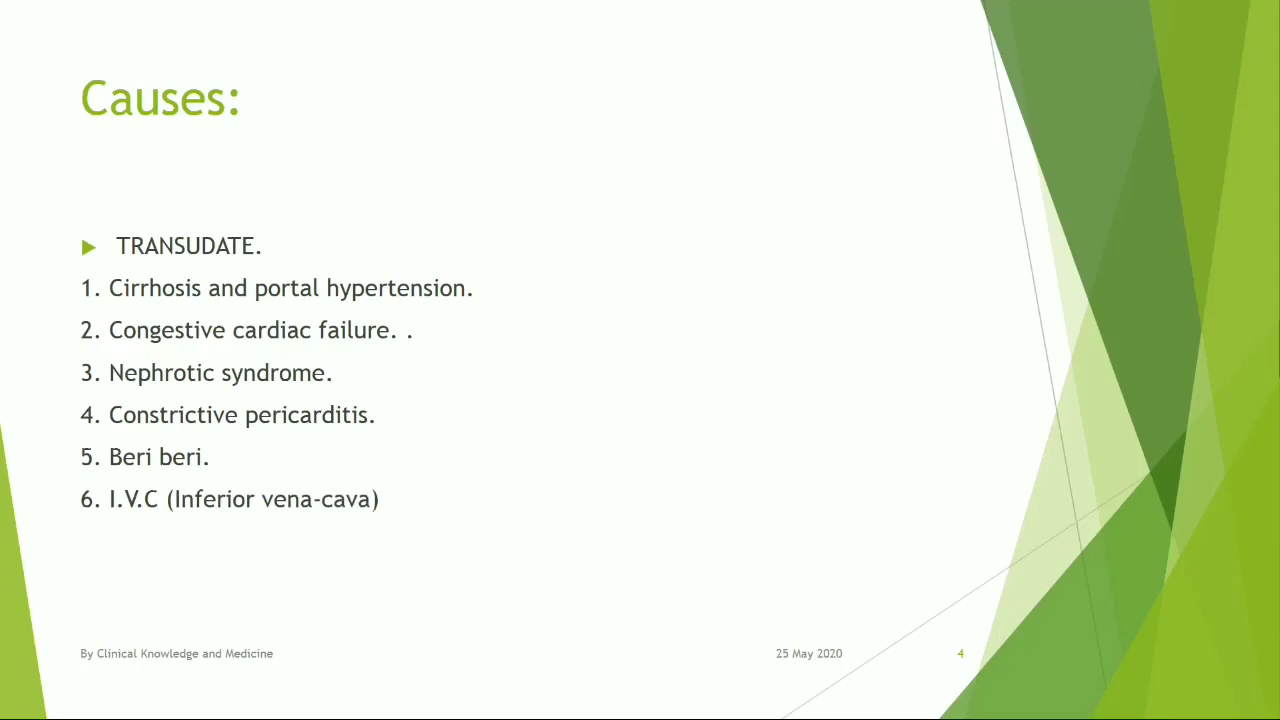 Causes:
TRANSUDATE.
1. Cirrhosis and portal hypertension.
2. Congestive cardiac failure. .
3. Nephrotic syndrome.
4. Constrictive pericarditis.
5. Beri beri.
6. I.V.C (Inferior vena-cava)
By Clinical Knowledge and Medicine
25 May 2020
4